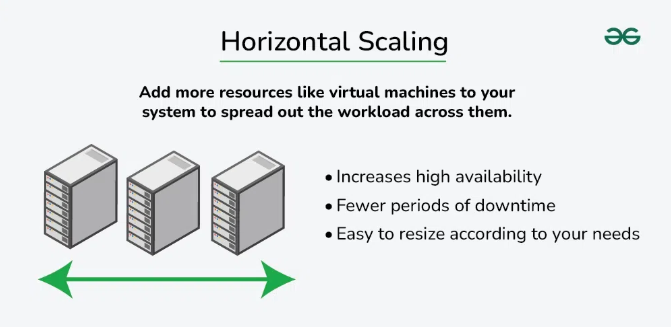 Horizontal Scaling
Add more resources like virtual machines to your
system to spread out the workload across them.
• Increases high availability
• Fewer periods of downtime
• Easy to resize according to your needs